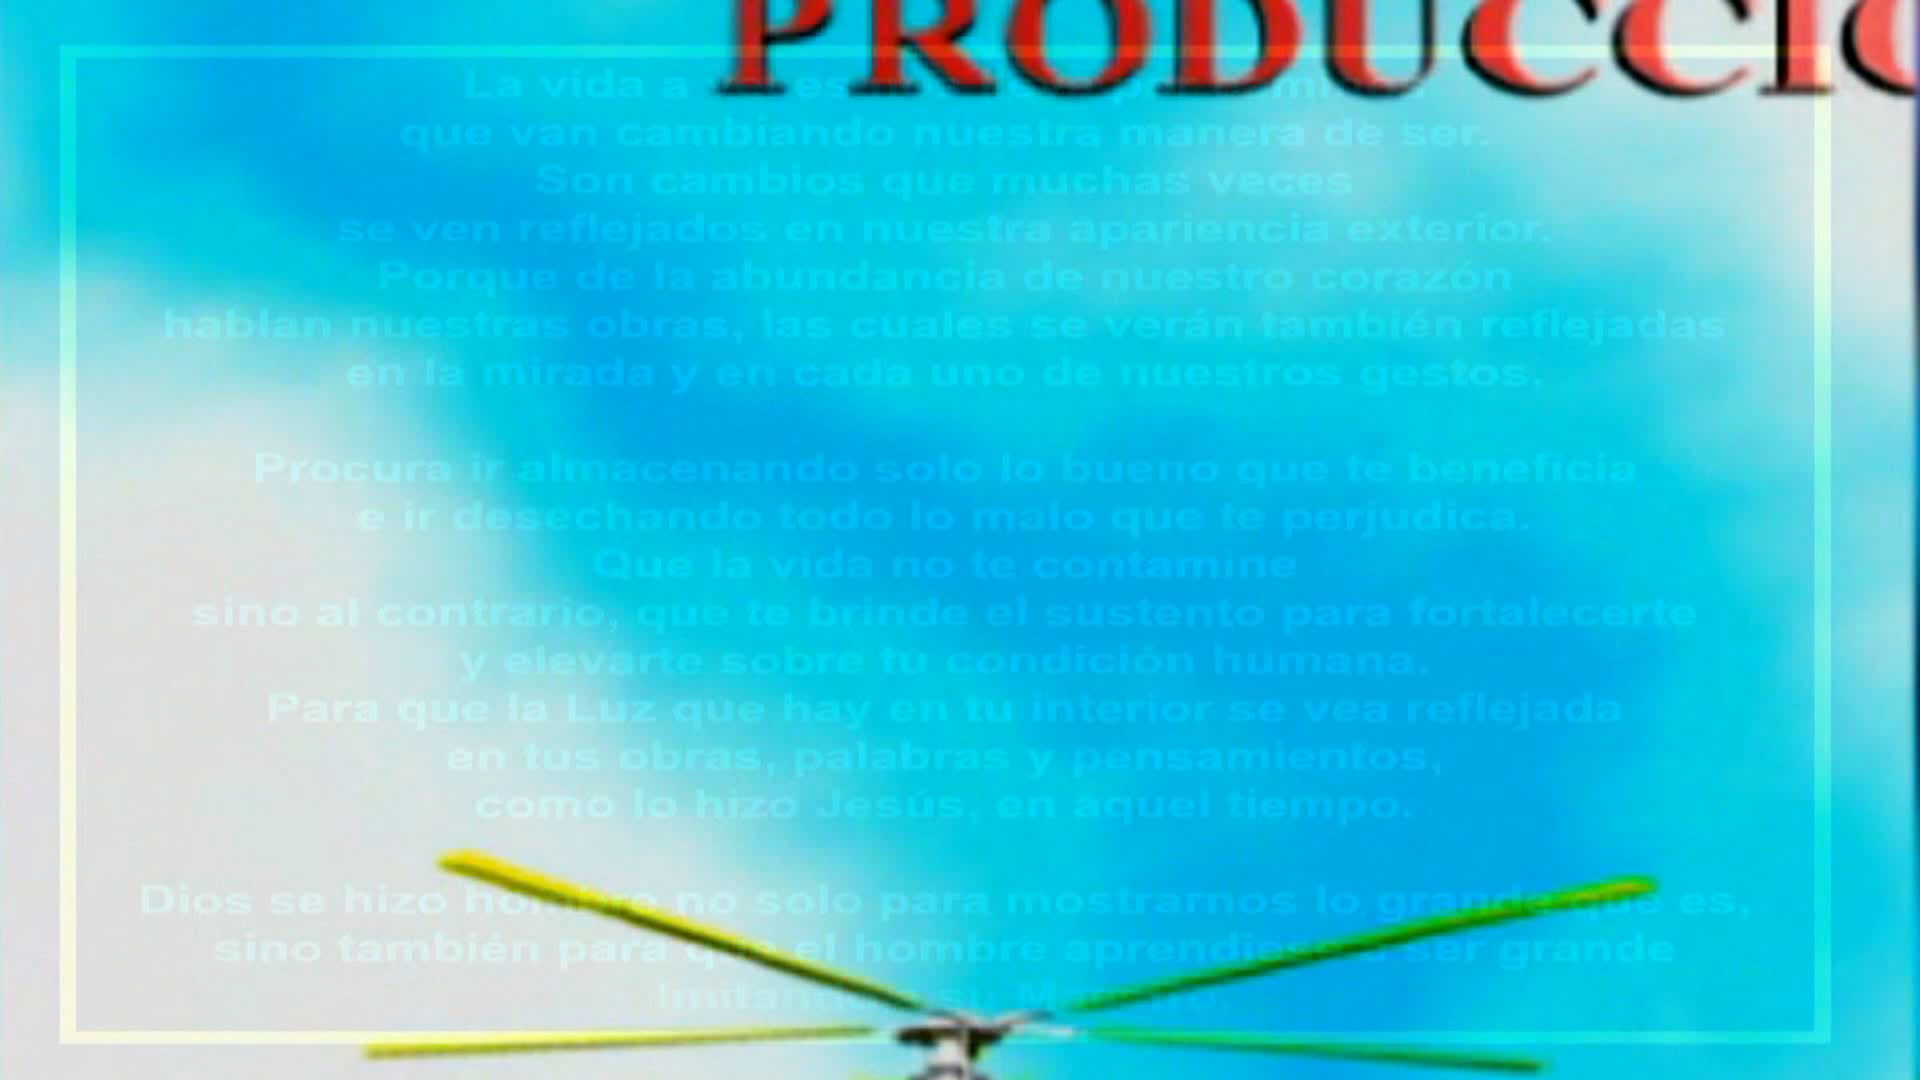 PRODUCCIO
La vida a
que van cambiando nuestra manera de ser.
Son cambios que muchas veces
se ven reflejados en nuestra apariencia exterior.
Porque de la abundancia de nuestro corazón
hablan nuestras obras, las cuales se verán también reflejadas
en la mirada y en cada uno de nuestros gestos.
Procura ir almacenando solo lo bueno que te beneficia
e ir desechando todo lo malo que te perjudica.
Que la vida no te contamine
sino al contrario, que te brinde el sustento para fortalecerte
y elevarte sobre tu condición humana.
Para que la Luz que hay en tu interior se vea reflejada
en tus obras, palabras y pensamientos,
como lo hizo Jesús, en aquel tiempo.
Dios se hizo hombre no solo para mostrarnos lo grande que es,
sino también para que el hombre aprendiese a ser grande
su